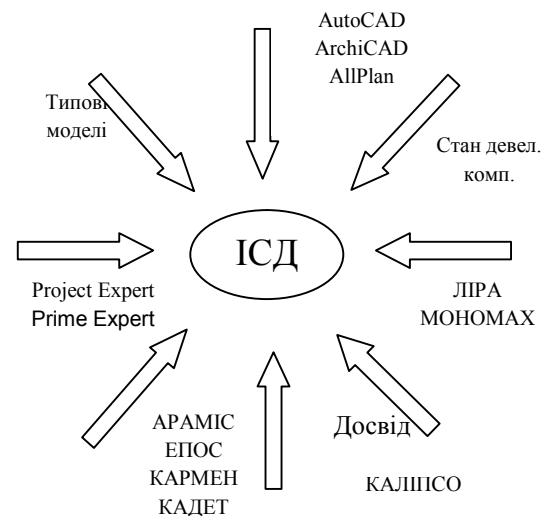 AutoCAD
ArchiCAD
AllPlan
Типові
моделі
Стан девел.
комп.
ІСД
Project Expert
Prime Expert
ЛІРА
МОНОМАХ
АРАМІС
ЕПОС
КАРМЕН
КАДЕТ
Досвід
КАЛІПСО